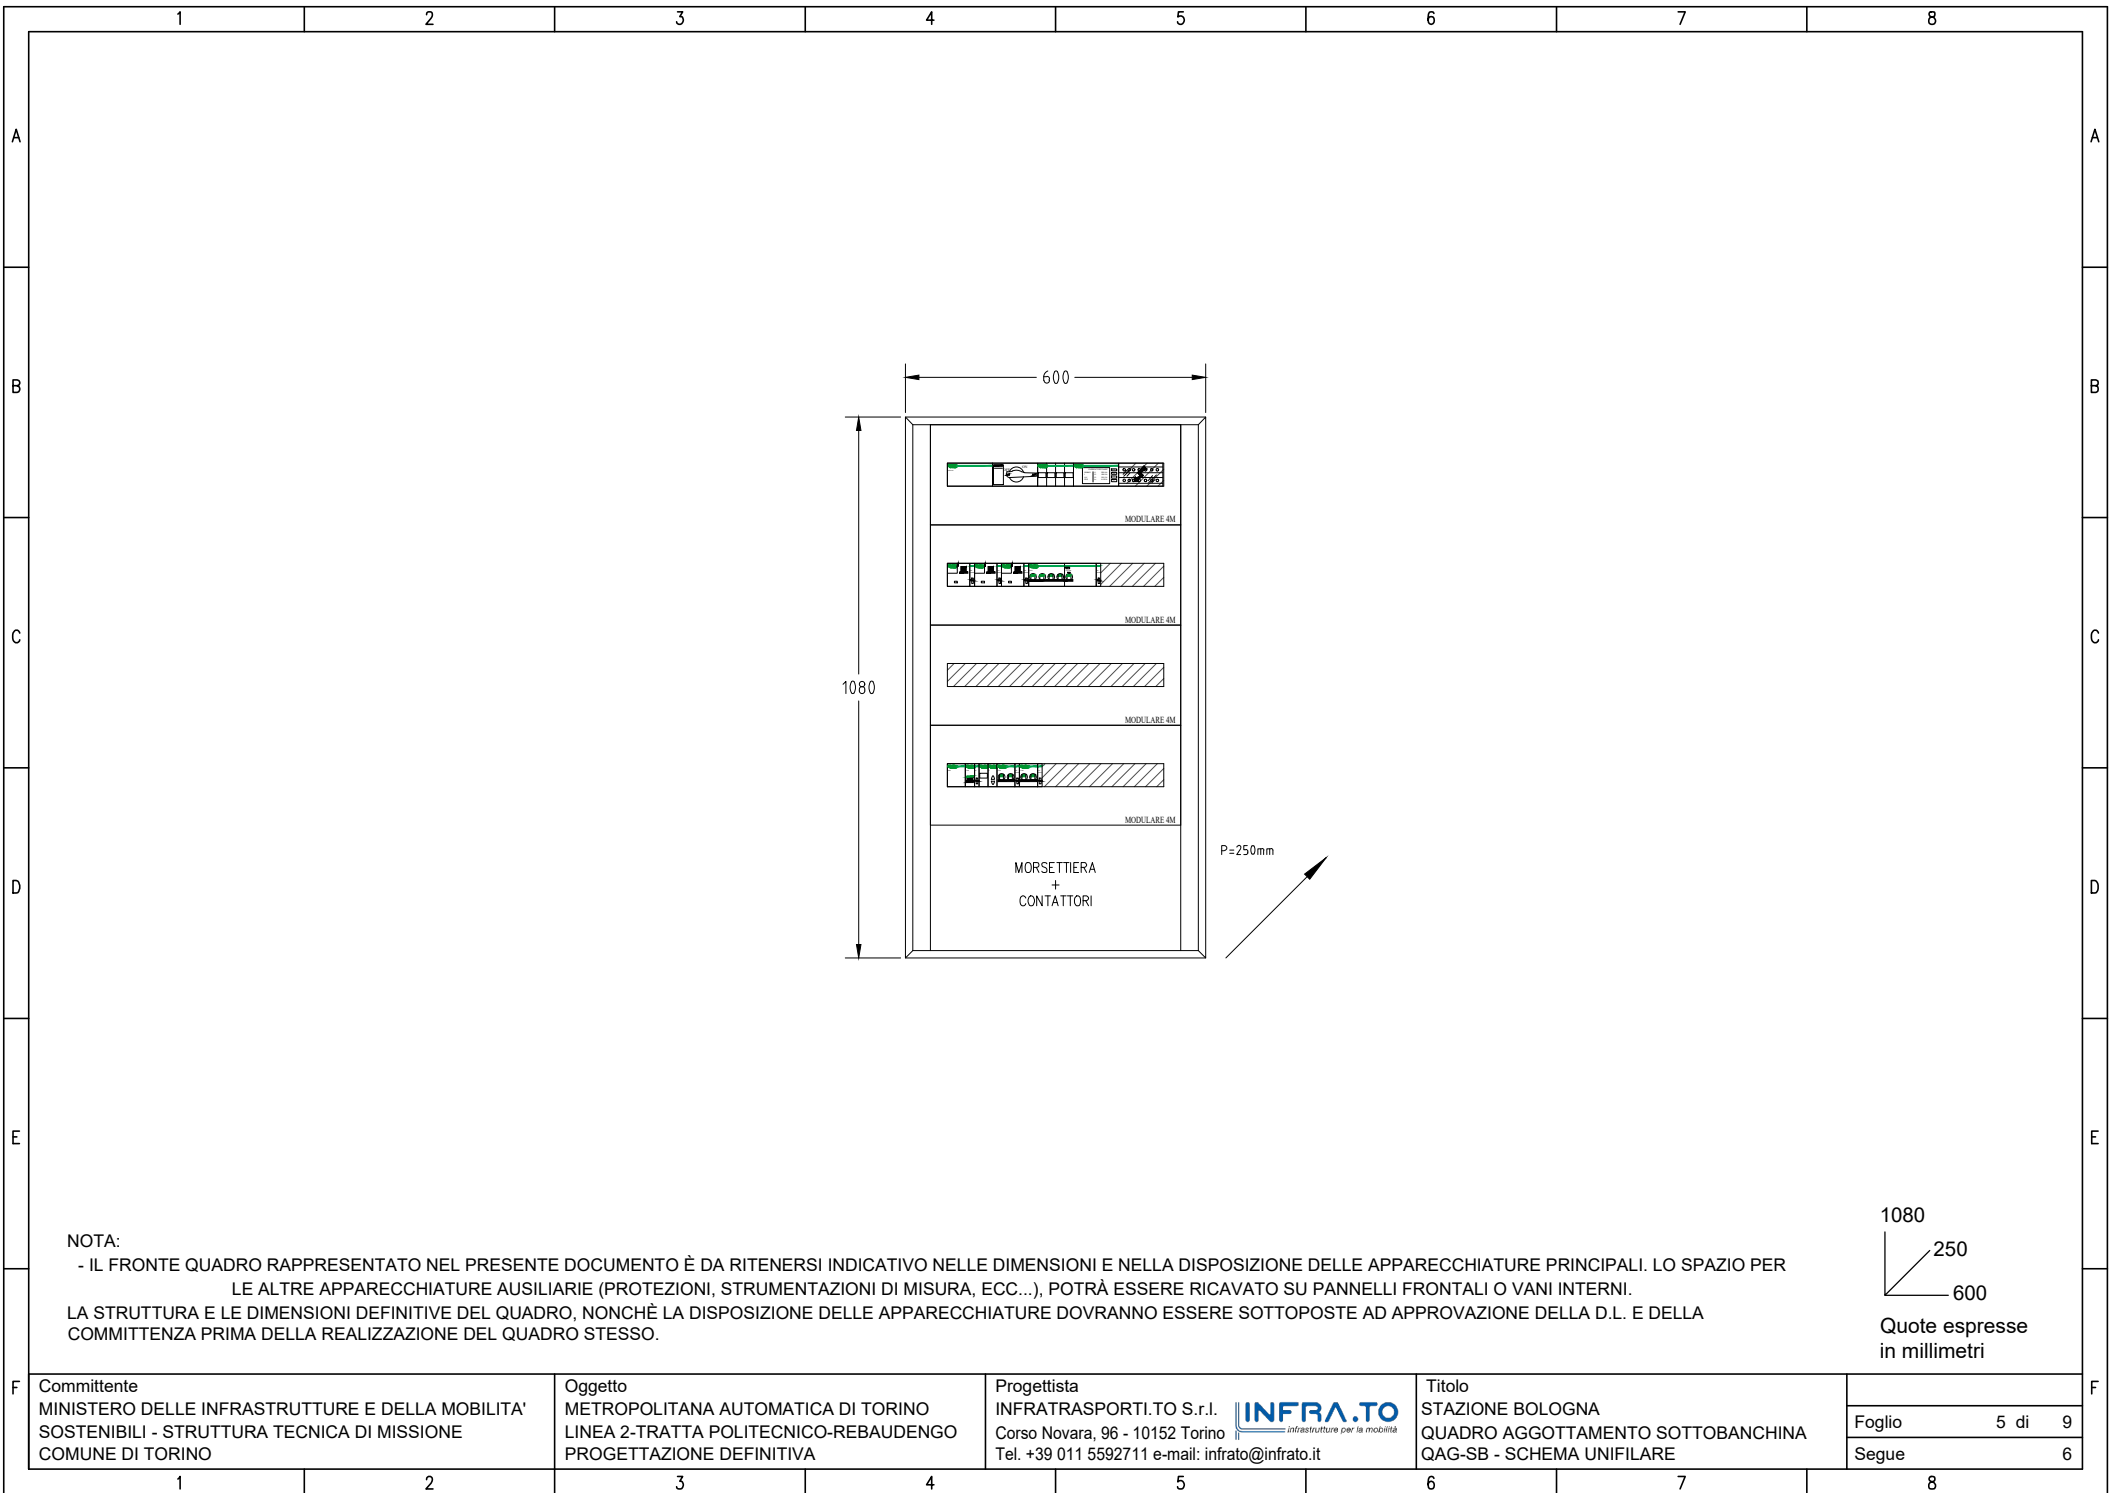 1 2 3 4 5 6 7 8
A A
B B
C C
D D
E E
F F
600
1080
MODULARE 4M
MODULARE 4M
MODULARE 4M
MODULARE 4M
MORSETTIERA
+
CONTATTORI
P=250mm
NOTA:
- IL FRONTE QUADRO RAPPRESENTATO NEL PRESENTE DOCUMENTO È DA RITENERSI INDICATIVO NELLE DIMENSIONI E NELLA DISPOSIZIONE DELLE APPARECCHIATURE PRINCIPALI. LO SPAZIO PER
LE ALTRE APPARECCHIATURE AUSILIARIE (PROTEZIONI, STRUMENTAZIONI DI MISURA, ECC...), POTRÀ ESSERE RICAVATO SU PANNELLI FRONTALI O VANI INTERNI.
LA STRUTTURA E LE DIMENSIONI DEFINITIVE DEL QUADRO, NONCHÈ LA DISPOSIZIONE DELLE APPARECCHIATURE DOVRANNO ESSERE SOTTOPOSTE AD APPROVAZIONE DELLA D.L. E DELLA
COMMITTENZA PRIMA DELLA REALIZZAZIONE DEL QUADRO STESSO.
1080
250
600
Quote espresse
in millimetri
Committente
MINISTERO DELLE INFRASTRUTTURE E DELLA MOBILITA'
SOSTENIBILI - STRUTTURA TECNICA DI MISSIONE
COMUNE DI TORINO
Oggetto
METROPOLITANA AUTOMATICA DI TORINO
LINEA 2-TRATTA POLITECNICO-REBAUDENGO
PROGETTAZIONE DEFINITIVA
Progettista
INFRATRASPORTI.TO S.r.l.
Corso Novara, 96 - 10152 Torino
Tel. +39 011 5592711 e-mail: infrato@infrato.it
INFRA.TO
infrastrutture per la mobilità
Titolo
STAZIONE BOLOGNA
QUADRO AGGOTTAMENTO SOTTOBANCHINA
QAG-SB - SCHEMA UNIFILARE
Foglio 5 di 9
Segue 6
1 2 3 4 5 6 7 8